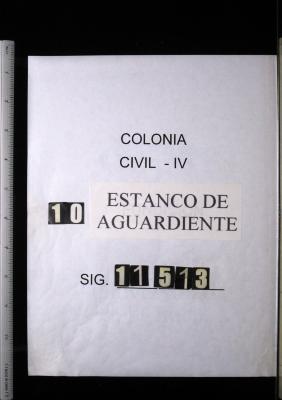 COLONIA
CIVIL - IV
10 ESTANCO DE
AGUARDIENTE
SIG. 11513